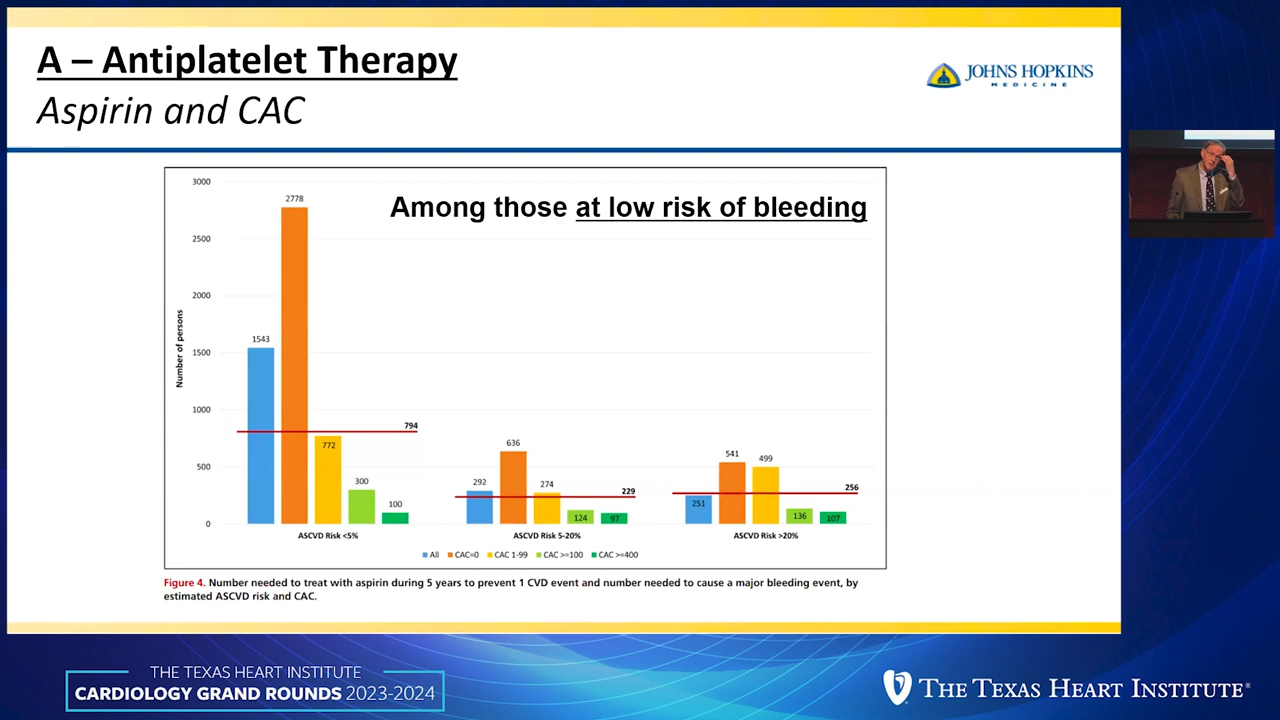 A – Antiplatelet Therapy
Aspirin and CAC
JOHNS HOPKINS
MEDICINE
Among those at low risk of bleeding
Number of persons
3000
2500
2000
1500
1000
500
0
1543
2778
772
300
100
794
292
636
274
124
97
229
251
541
499
136
107
256
ASCVD Risk <5%
ASCVD Risk 5-20%
ASCVD Risk >20%
All CAC=0 CAC 1-99 CAC >=100 CAC >=400
Figure 4. Number needed to treat with aspirin during 5 years to prevent 1 CVD event and number needed to cause a major bleeding event, by
estimated ASCVD risk and CAC.
THE TEXAS HEART INSTITUTE
CARDIOLOGY GRAND ROUNDS 2023-2024
THE TEXAS HEART INSTITUTE®